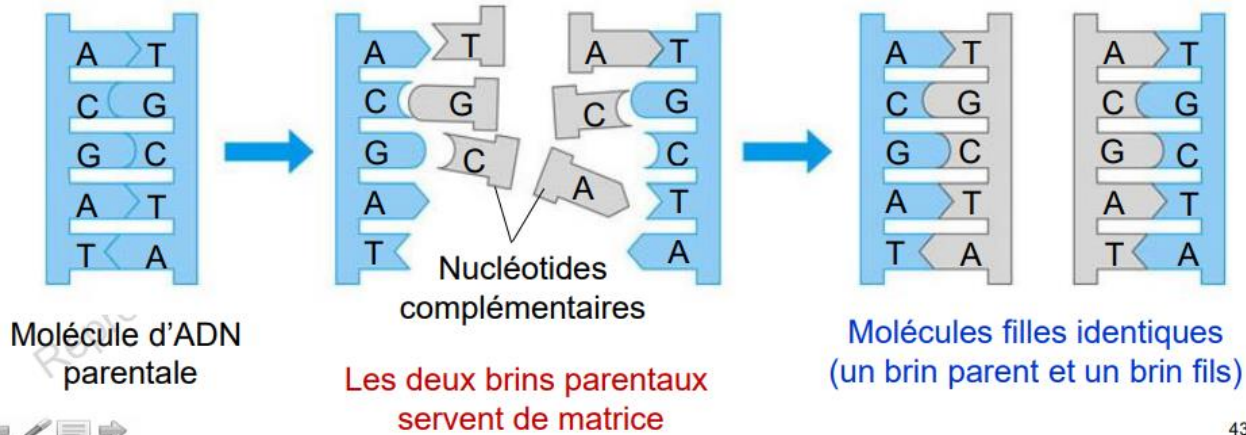 A T A T A T A T A T
C G C G C G C G C G
G C G C C G C G C
A T A A T A T A T
T A T A T A T A
Nucléotides
complémentaires
Molécule d'ADN
parentale
Les deux brins parentaux
servent de matrice
Molécules filles identiques
(un brin parent et un brin fils)
43